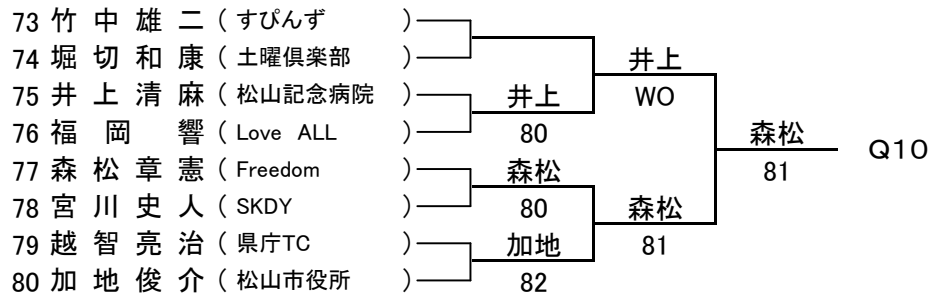 73 竹中雄二 ( すぴんず )
74 堀切和康 ( 土曜倶楽部 )
井上
75 井上清麻 ( 松山記念病院 ) 井上 WO
76 福岡響 ( Love ALL ) 80 森松
Q10
77 森松章憲 ( Freedom ) 森松 81
78 宮川史人 ( SKDY ) 80 森松
79 越智亮治 ( 県庁TC ) 加地 81
80 加地俊介 ( 松山市役所 ) 82